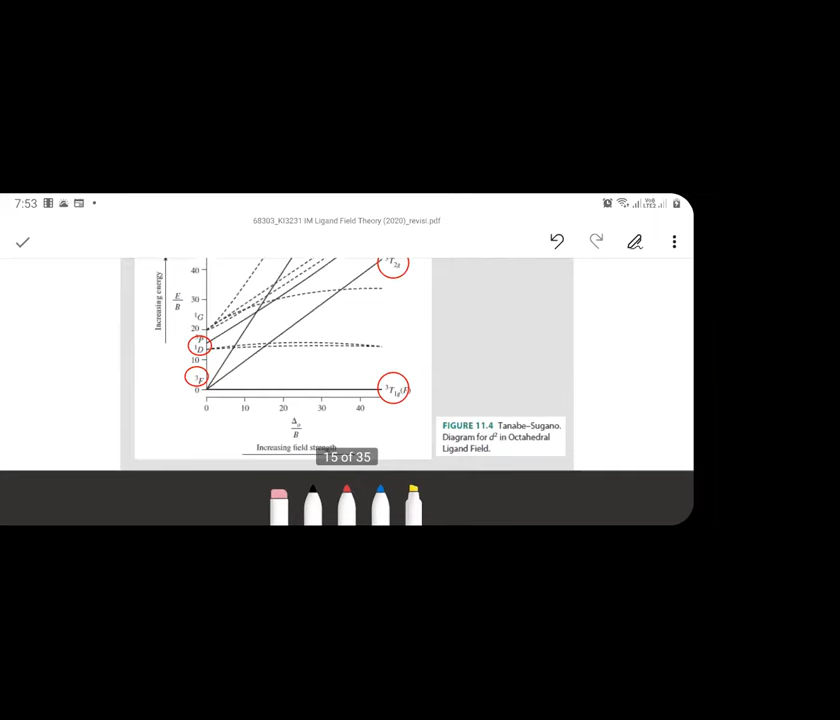 7:53
VoB
LTE2
68303_KI3231 IM Ligand Field Theory (2020)_revisi.pdf
³T₂g
40
Increasing energy
E/B
30
¹G
20
³P
¹D
10
³F
0
³T₁g(F)
0 10 20 30 40
Δₒ/B
Increasing field strength
15 of 35
FIGURE 11.4 Tanabe–Sugano.
Diagram for d² in Octahedral
Ligand Field.